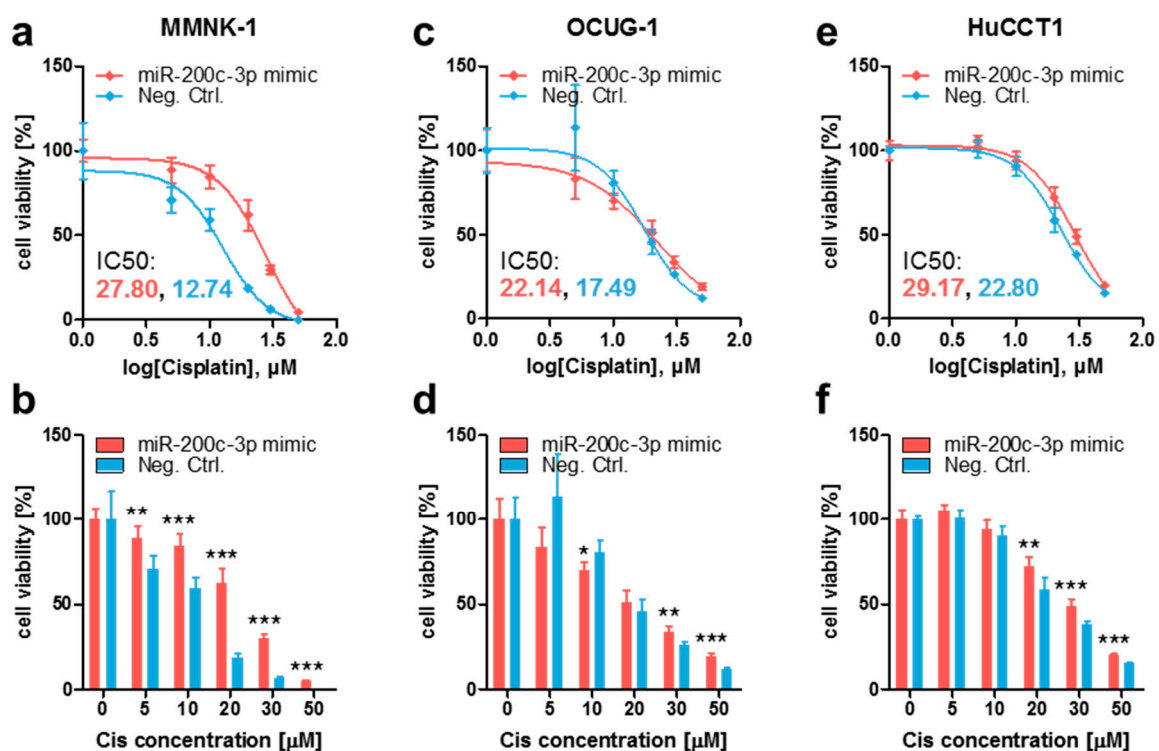 a
MMNK-1
150
100
50
0
cell viability [%]
miR-200c-3p mimic
Neg. Ctrl.
IC50:
27.80, 12.74
0.0 0.5 1.0 1.5 2.0
log[Cisplatin], µM
c
OCUG-1
150
100
50
0
cell viability [%]
miR-200c-3p mimic
Neg. Ctrl.
IC50:
22.14, 17.49
0.0 0.5 1.0 1.5 2.0
log[Cisplatin], µM
e
HuCCT1
150
100
50
0
cell viability [%]
miR-200c-3p mimic
Neg. Ctrl.
IC50:
29.17, 22.80
0.0 0.5 1.0 1.5 2.0
log[Cisplatin], µM
b
150
100
50
0
cell viability [%]
miR-200c-3p mimic
Neg. Ctrl.
** *** *** *** ***
0 5 10 20 30 50
Cis concentration [µM]
d
150
100
50
0
cell viability [%]
miR-200c-3p mimic
Neg. Ctrl.
* ** ***
0 5 10 20 30 50
Cis concentration [µM]
f
150
100
50
0
cell viability [%]
miR-200c-3p mimic
Neg. Ctrl.
** *** ***
0 5 10 20 30 50
Cis concentration [µM]